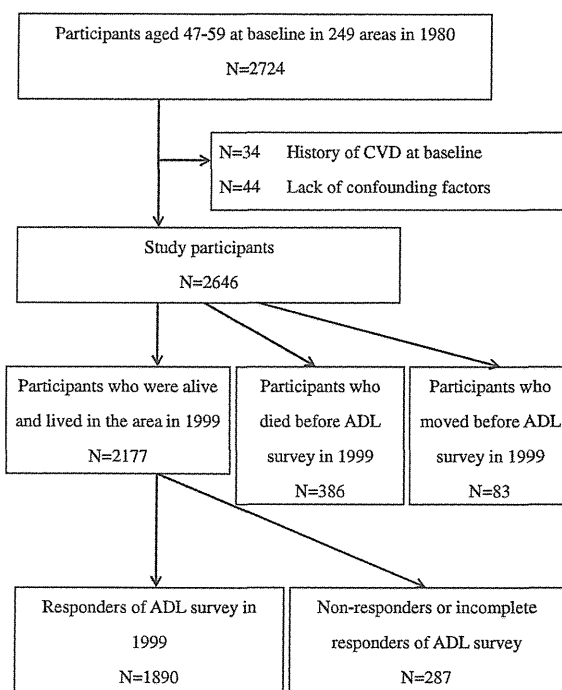 Participants aged 47-59 at baseline in 249 areas in 1980
N=2724
N=34 History of CVD at baseline
N=44 Lack of confounding factors
Study participants
N=2646
Participants who were alive
and lived in the area in 1999
N=2177
Participants who
died before ADL
survey in 1999
N=386
Participants who
moved before ADL
survey in 1999
N=83
Responders of ADL survey in
1999
N=1890
Non-responders or incomplete
responders of ADL survey
N=287